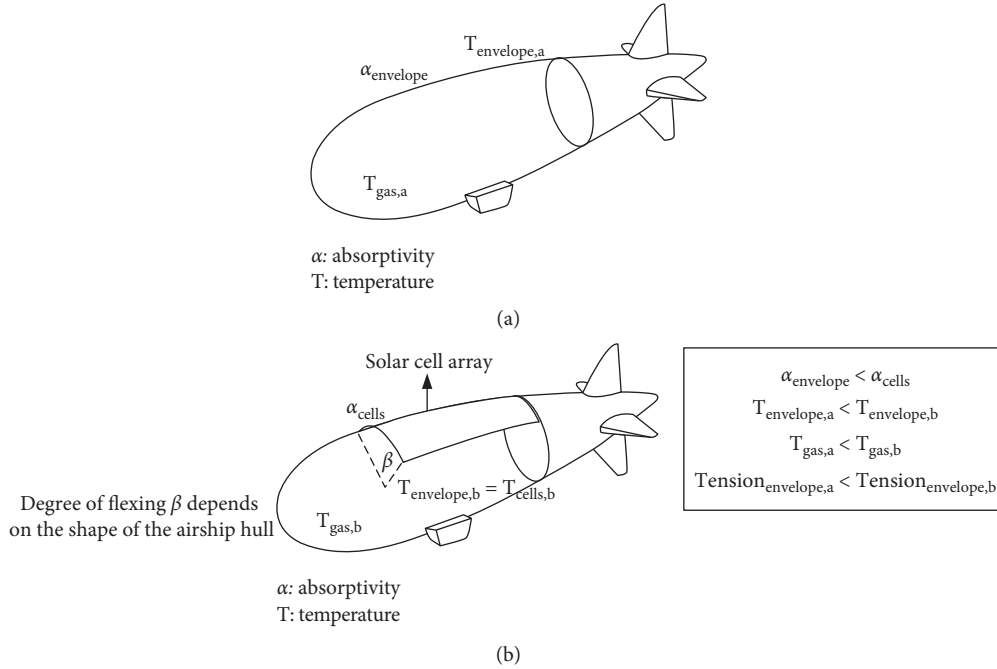 T_envelope,a
α_envelope
T_gas,a
α: absorptivity
T: temperature
(a)
Solar cell array
α_cells
β
T_envelope,b = T_cells,b
Degree of flexing β depends
on the shape of the airship hull
T_gas,b
α: absorptivity
T: temperature
(b)
α_envelope < α_cells
T_envelope,a < T_envelope,b
T_gas,a < T_gas,b
Tension_envelope,a < Tension_envelope,b